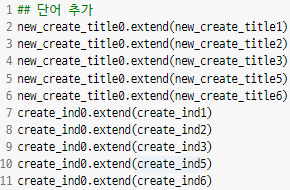 1 ## 단어 추가
2 new_create_title0.extend(new_create_title1)
3 new_create_title0.extend(new_create_title2)
4 new_create_title0.extend(new_create_title3)
5 new_create_title0.extend(new_create_title5)
6 new_create_title0.extend(new_create_title6)
7 create_ind0.extend(create_ind1)
8 create_ind0.extend(create_ind2)
9 create_ind0.extend(create_ind3)
10 create_ind0.extend(create_ind5)
11 create_ind0.extend(create_ind6)